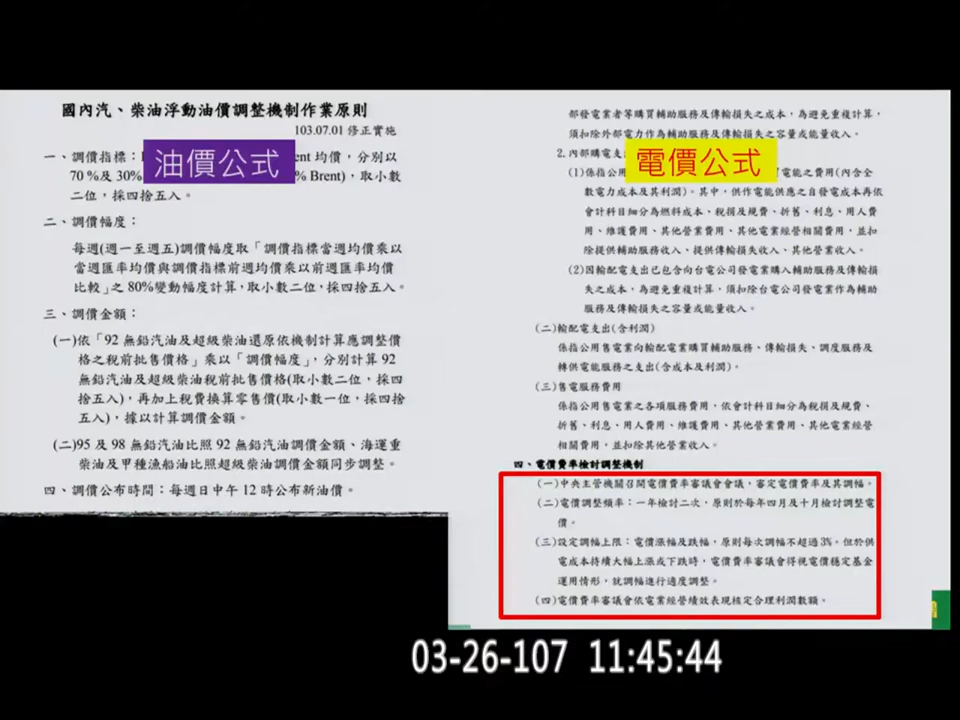 國內汽、柴油浮動油價調整機制作業原則
103.07.01 修正實施
一、調價指標：
ent 均價，分別以
油價公式
70 %及 30%
% Brent)，取小數
二位，採四捨五入。
二、調價幅度：
每週(週一至週五)調價幅度取「調價指標當週均價乘以
當週匯率均價與調價指標前週均價乘以前週匯率均價
比較」之 80%變動幅度計算，取小數二位，採四捨五入。
三、調價金額：
(一)依「92 無鉛汽油及超級柴油還原依機制計算應調整價
格之稅前批售價格」乘以「調價幅度」，分別計算 92
無鉛汽油及超級柴油稅前批售價格(取小數二位，採四
捨五入)，再加上稅費換算零售價(取小數一位，採四捨
五入)，據以計算調價金額。
(二)95 及 98 無鉛汽油比照 92 無鉛汽油調價金額、海運重
柴油及甲種漁船油比照超級柴油調價金額同步調整。
四、調價公布時間：每週日中午 12 時公布新油價。
部發電業者等購買輔助服務及傳輸損失之成本，為避免重複計算，
須扣除外部電力作為輔助服務及傳輸損失之容量或能量收入。
2.內部購電支
電價公式
(1)係指公
電能之費用(內含全
數電力成本及其利潤)。其中，供作電能供應之自發電成本再依
會計科目細分為燃料成本、稅捐及規費、折舊、利息、用人費
用、維護費用、其他營業費用、其他電業經營相關費用，並扣
除提供輔助服務收入、提供傳輸損失收入、其他營業收入。
(2)因輸配電支出已包含向台電公司發電業購入輔助服務及傳輸損
失之成本，為避免重複計算，須扣除台電公司發電業作為輔助
服務及傳輸損失之容量或能量收入。
(二)輸配電支出(含利潤)
係指公用售電業向輸配電業購買輔助服務、傳輸損失、調度服務及
轉供電能服務之支出(含成本及利潤)。
(三)售電服務費用
係指公用售電業之各項服務費用，依會計科目細分為稅捐及規費、
折舊、利息、用人費用、維護費用、其他營業費用、其他電業經營
相關費用，並扣除其他營業收入。
四、電價費率檢討調整機制
(一)中央主管機關召開電價費率審議會會議，審定電價費率及其調幅。
(二)電價調整頻率：一年檢討二次，原則於每年四月及十月檢討調整電
價。
(三)設定調幅上限：電價漲幅及跌幅，原則每次調幅不超過3%。但於供
電成本持續大幅上漲或下跌時，電價費率審議會得視電價穩定基金
運用情形，就調幅進行適度調整。
(四)電價費率審議會依電業經營績效表現核定合理利潤數額。
03-26-107 11:45:44